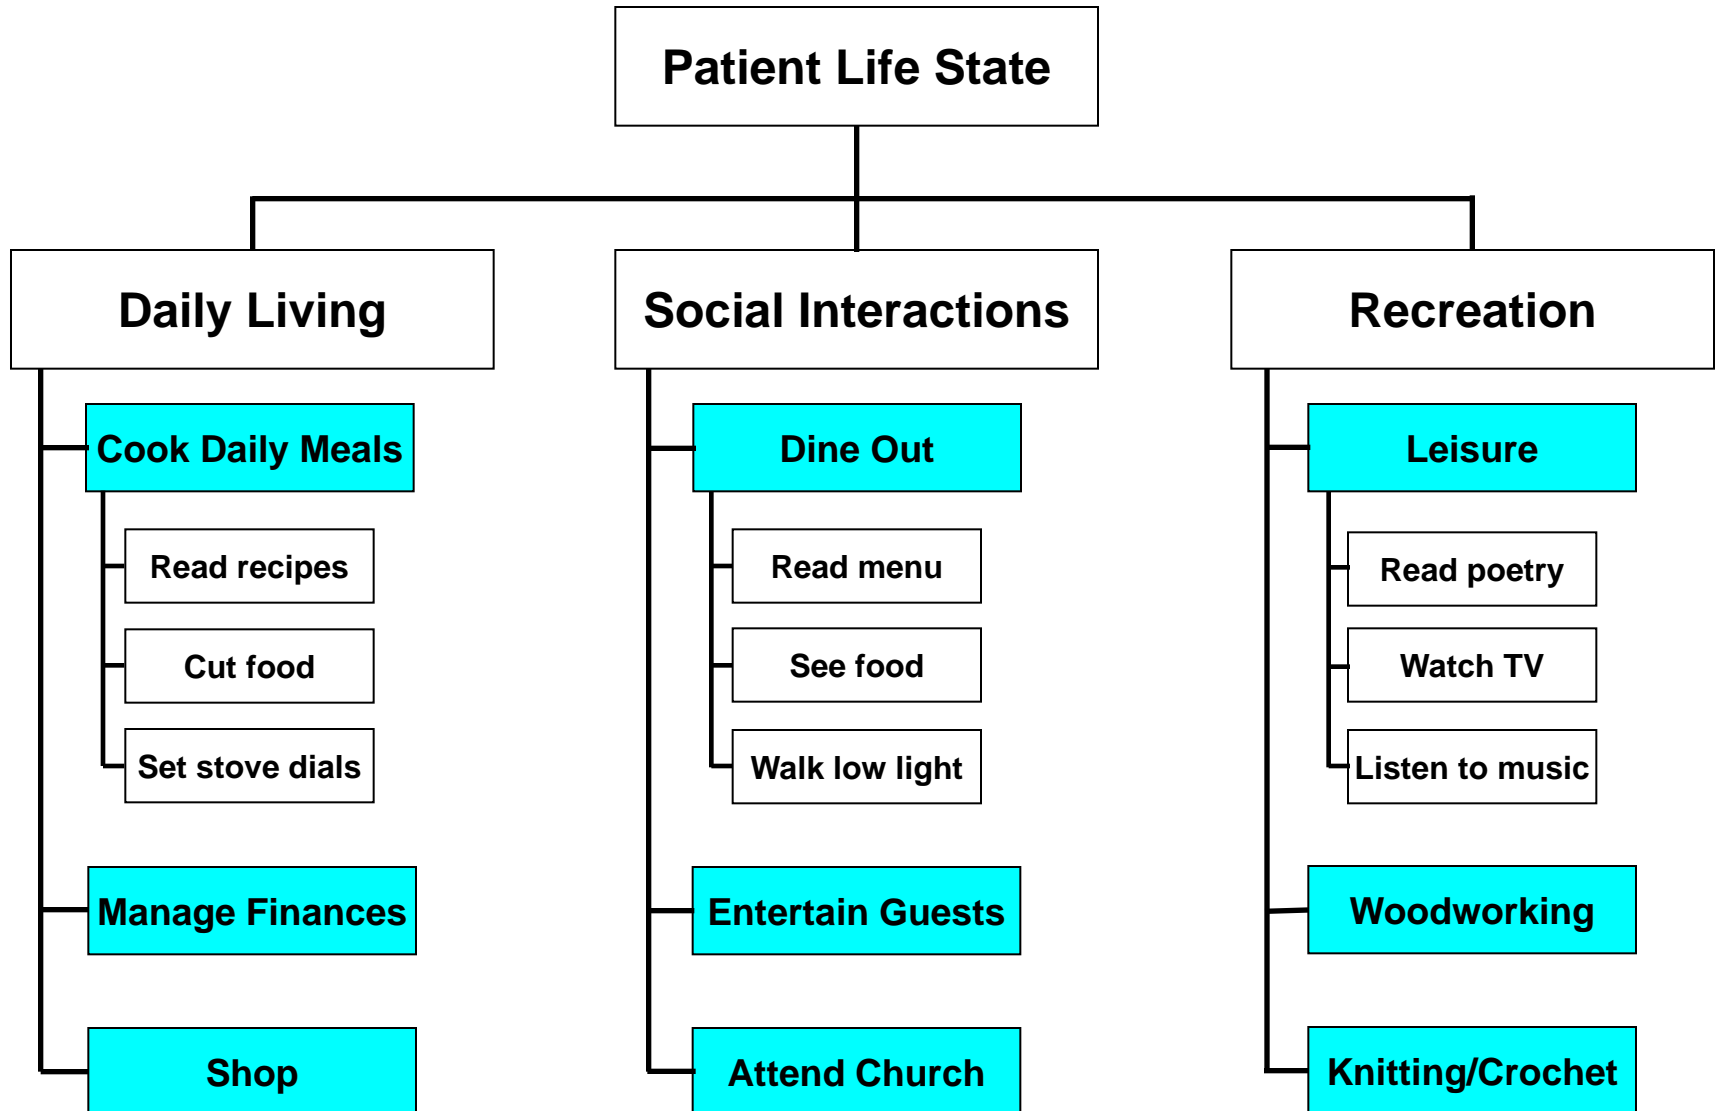 Patient Life State
Daily Living
Social Interactions
Recreation
Cook Daily Meals
Read recipes
Cut food
Set stove dials
Manage Finances
Shop
Dine Out
Read menu
See food
Walk low light
Entertain Guests
Attend Church
Leisure
Read poetry
Watch TV
Listen to music
Woodworking
Knitting/Crochet